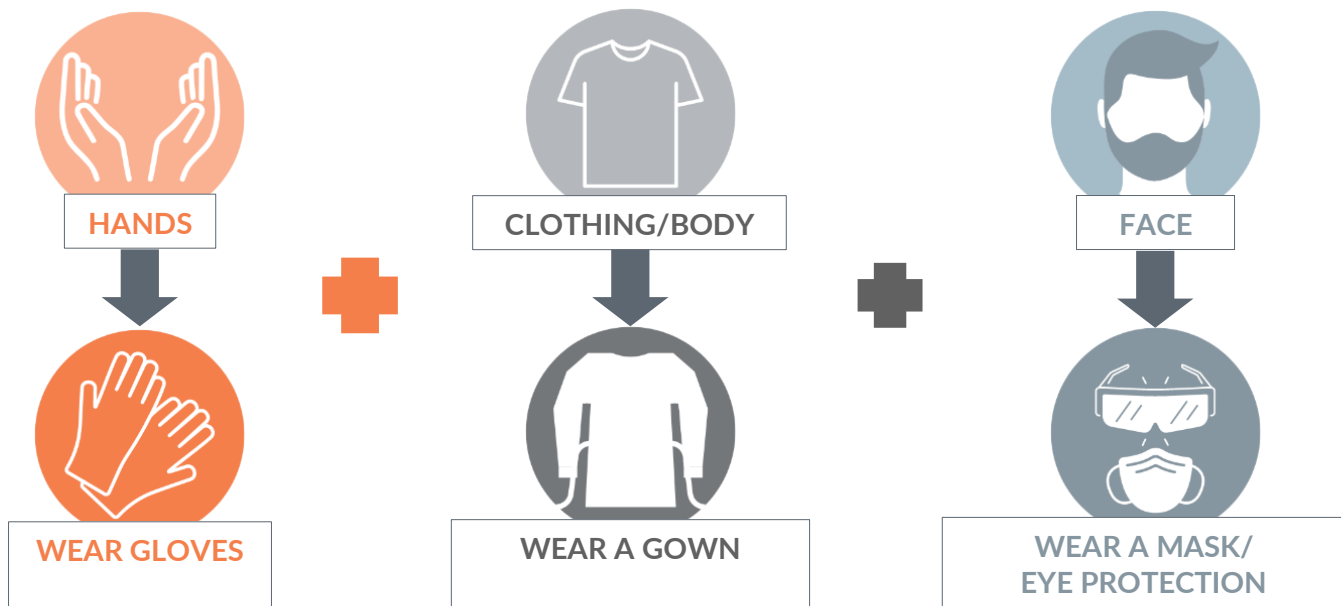 HANDS
CLOTHING/BODY
FACE
WEAR GLOVES
WEAR A GOWN
WEAR A MASK/
EYE PROTECTION